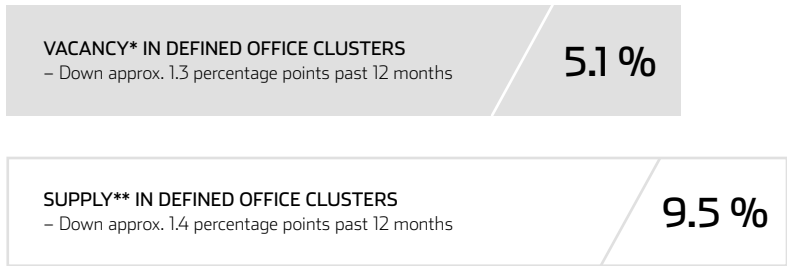 VACANCY* IN DEFINED OFFICE CLUSTERS
– Down approx. 1.3 percentage points past 12 months
5.1 %
SUPPLY** IN DEFINED OFFICE CLUSTERS
– Down approx. 1.4 percentage points past 12 months
9.5 %